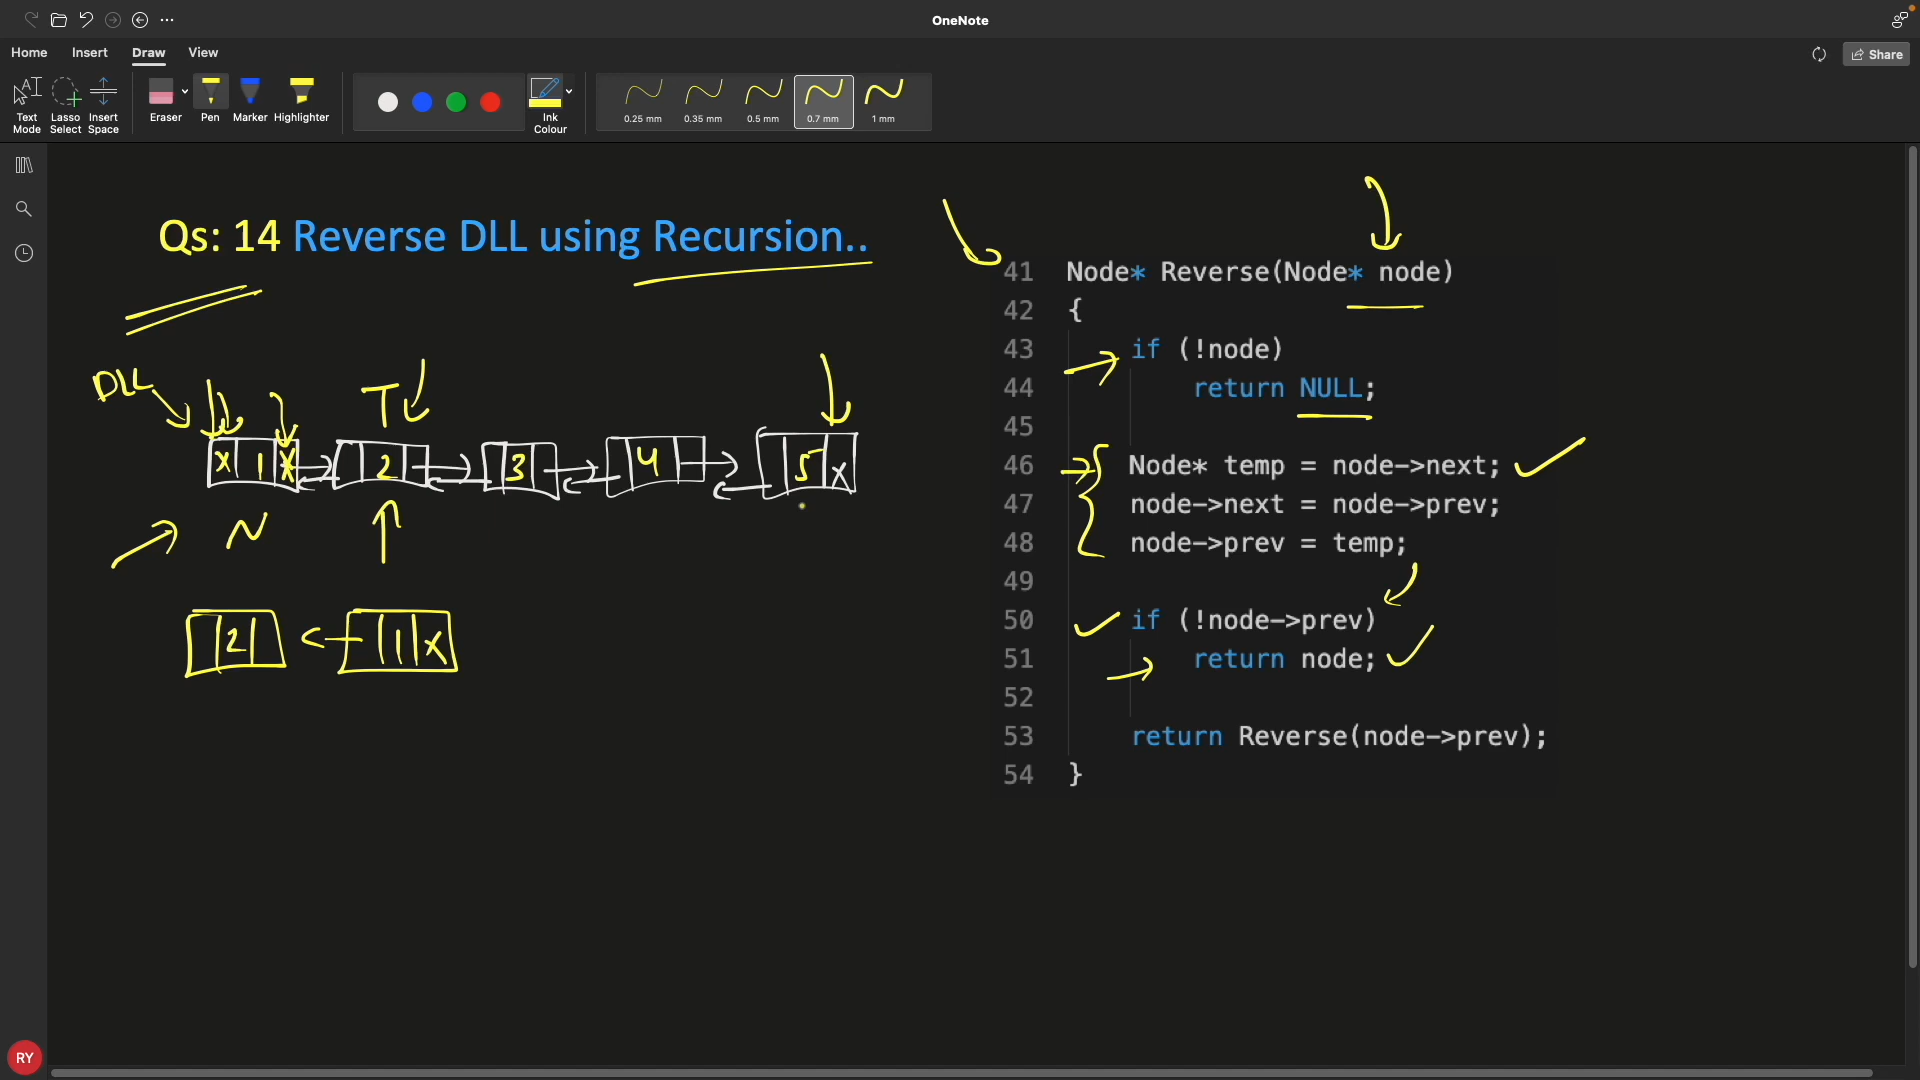 OneNote
Home Insert Draw View
Share
Text Mode
Lasso Select
Insert Space
Eraser
Pen
Marker
Highlighter
Ink Colour
0.25 mm
0.35 mm
0.5 mm
0.7 mm
1 mm
Qs: 14 Reverse DLL using Recursion..
DLL
T
x 1 x 2 3 4 5 x
N
2 1 x
41 Node* Reverse(Node* node)
42 {
43 if (!node)
44 return NULL;
45
46 Node* temp = node->next;
47 node->next = node->prev;
48 node->prev = temp;
49
50 if (!node->prev)
51 return node;
52
53 return Reverse(node->prev);
54 }
RY